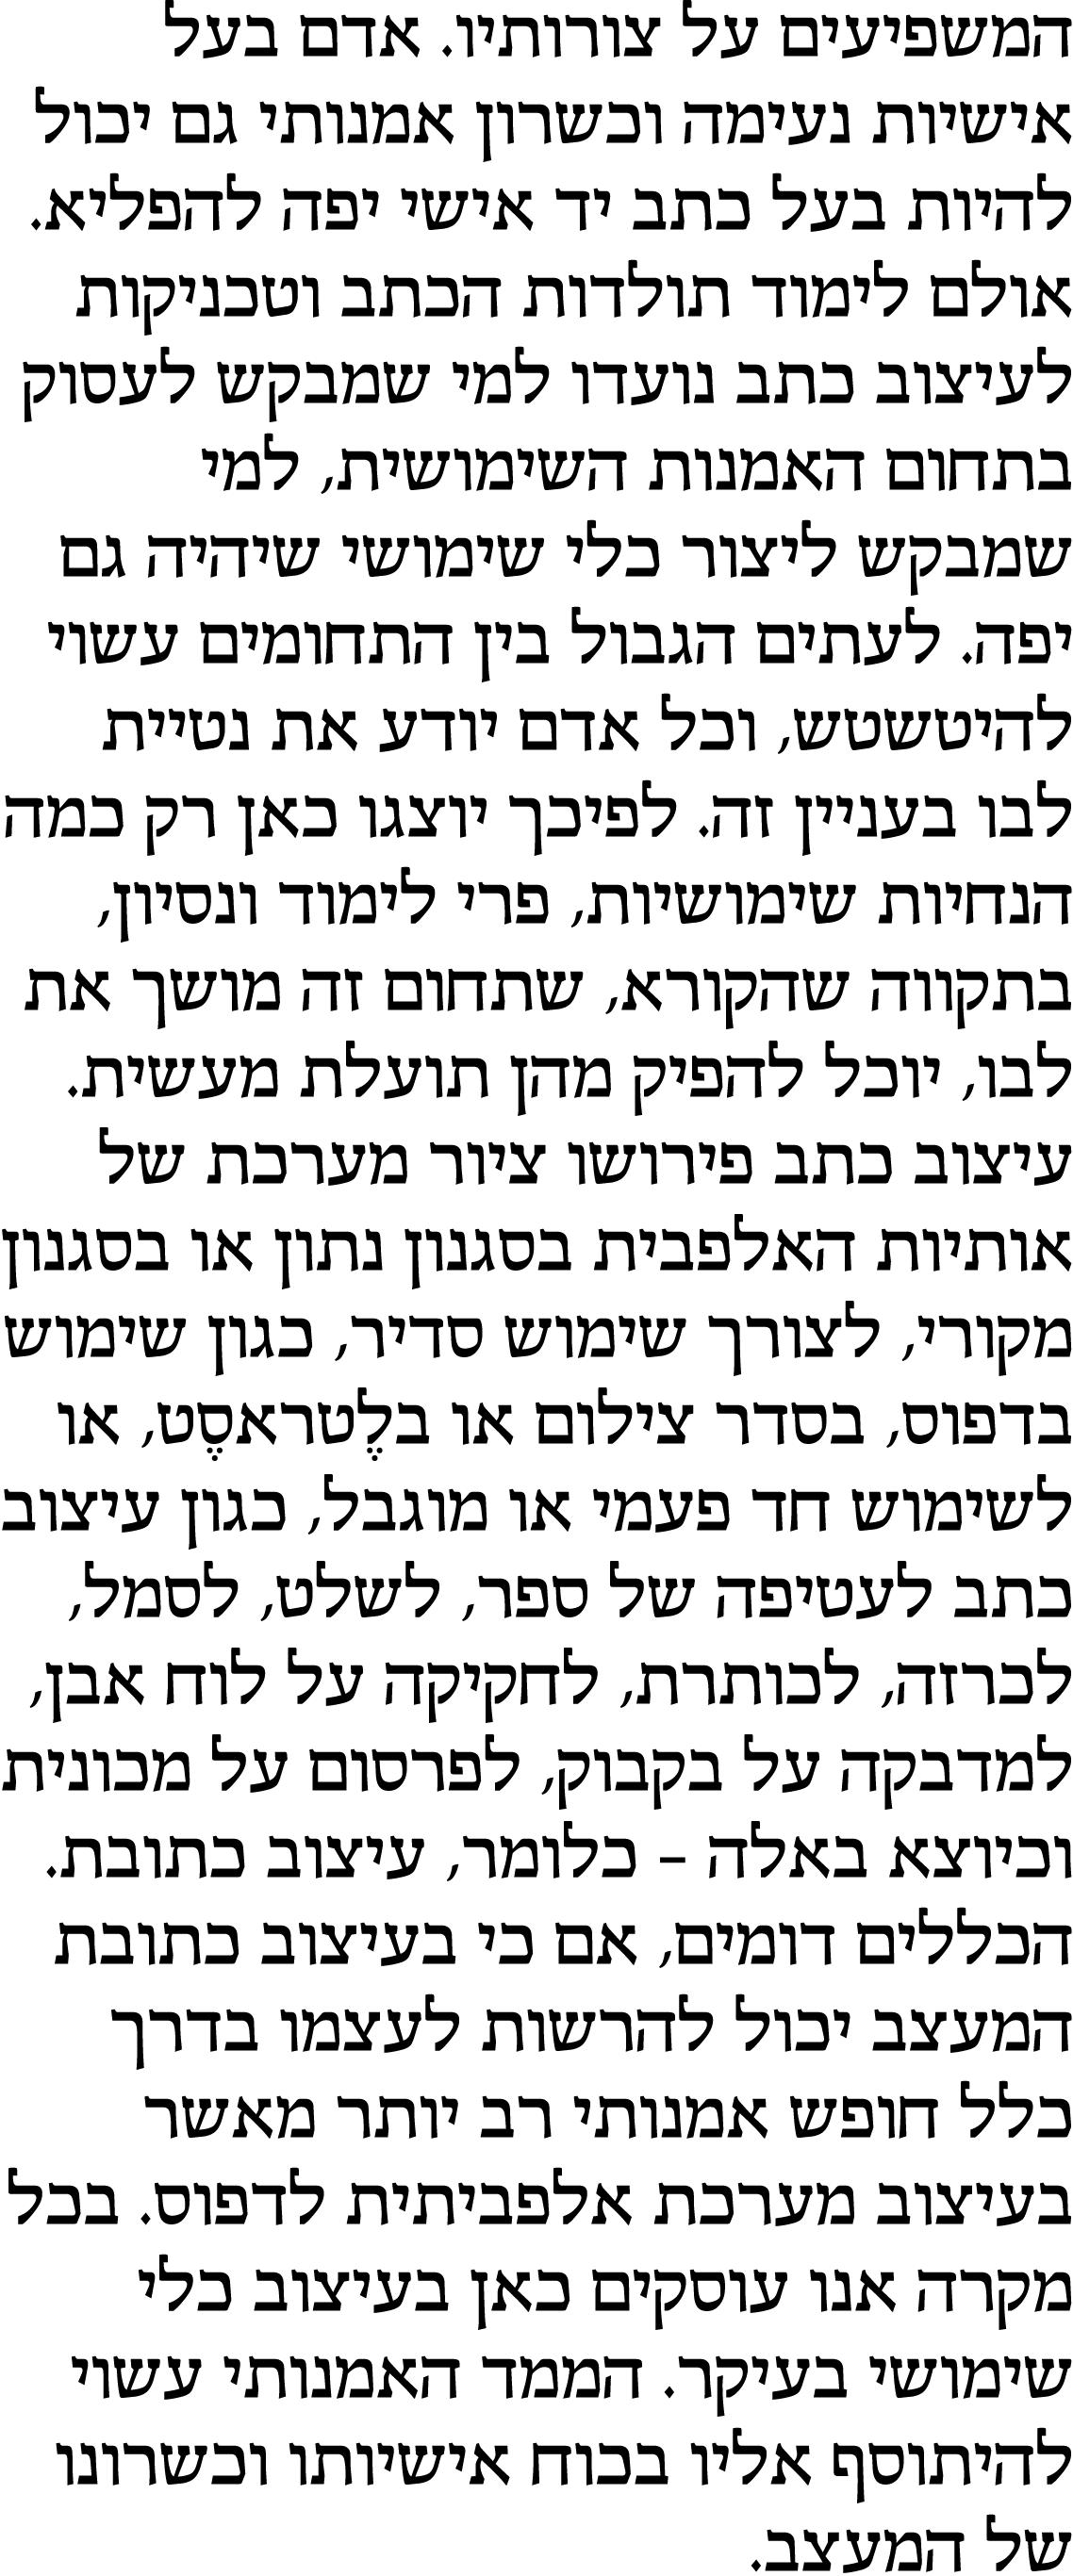 המשפיעים על צורותיו. אדם בעל
אישיות נעימה וכשרון אמנותי גם יכול
להיות בעל כתב יד אישי יפה להפליא.
אולם לימוד תולדות הכתב וטכניקות
לעיצוב כתב נועדו למי שמבקש לעסוק
בתחום האמנות השימושית, למי
שמבקש ליצור כלי שימושי שיהיה גם
יפה. לעתים הגבול בין התחומים עשוי
להיטשטש, וכל אדם יודע את נטיית
לבו בעניין זה. לפיכך יוצגו כאן רק כמה
הנחיות שימושיות, פרי לימוד ונסיון,
בתקווה שהקורא, שתחום זה מושך את
לבו, יוכל להפיק מהן תועלת מעשית.
עיצוב כתב פירושו ציור מערכת של
אותיות האלפבית בסגנון נתון או בסגנון
מקורי, לצורך שימוש סדיר, כגון שימוש
בדפוס, בסדר צילום או בלֶטראסֶט, או
לשימוש חד פעמי או מוגבל, כגון עיצוב
כתב לעטיפה של ספר, לשלט, לסמל,
לכרזה, לכותרת, לחקיקה על לוח אבן,
למדבקה על בקבוק, לפרסום על מכונית
וכיוצא באלה – כלומר, עיצוב כתובת.
הכללים דומים, אם כי בעיצוב כתובת
המעצב יכול להרשות לעצמו בדרך
כלל חופש אמנותי רב יותר מאשר
בעיצוב מערכת אלפביתית לדפוס. בכל
מקרה אנו עוסקים כאן בעיצוב כלי
שימושי בעיקר. הממד האמנותי עשוי
להיתוסף אליו בכוח אישיותו וכשרונו
של המעצב.